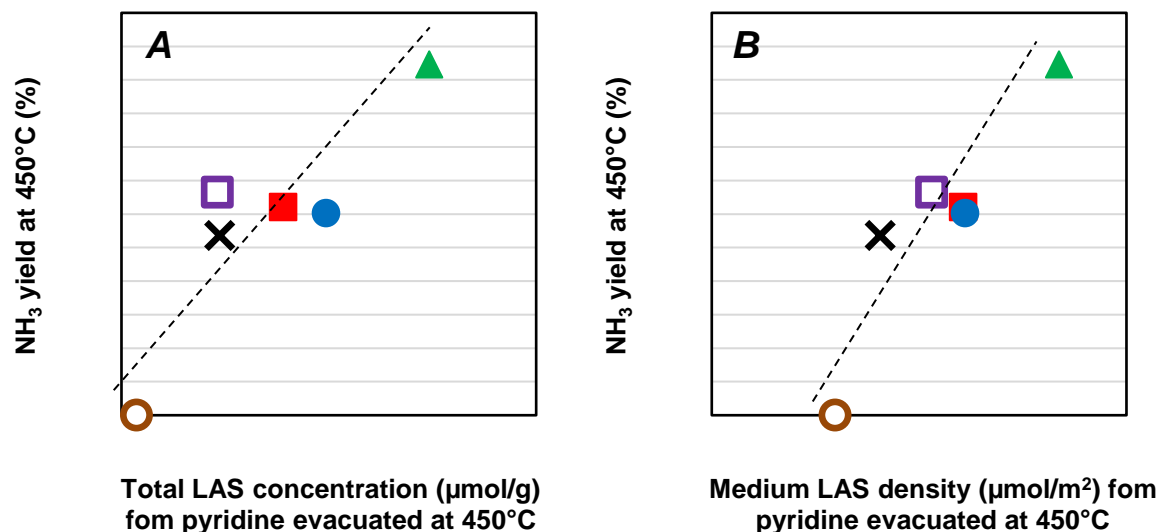 A
NH₃ yield at 450°C (%)
Total LAS concentration (µmol/g)
fom pyridine evacuated at 450°C
B
NH₃ yield at 450°C (%)
Medium LAS density (µmol/m²) fom
pyridine evacuated at 450°C